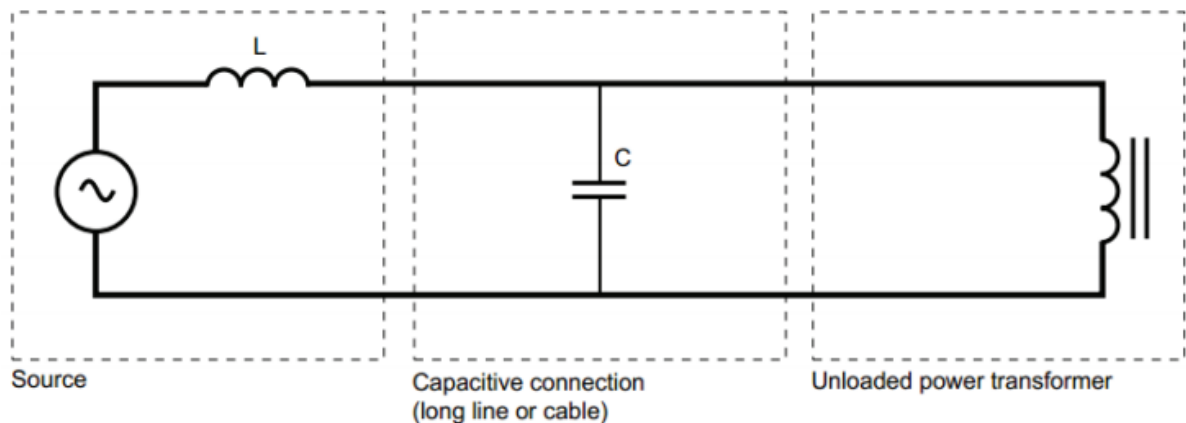 L
C
Source
Capacitive connection
(long line or cable)
Unloaded power transformer